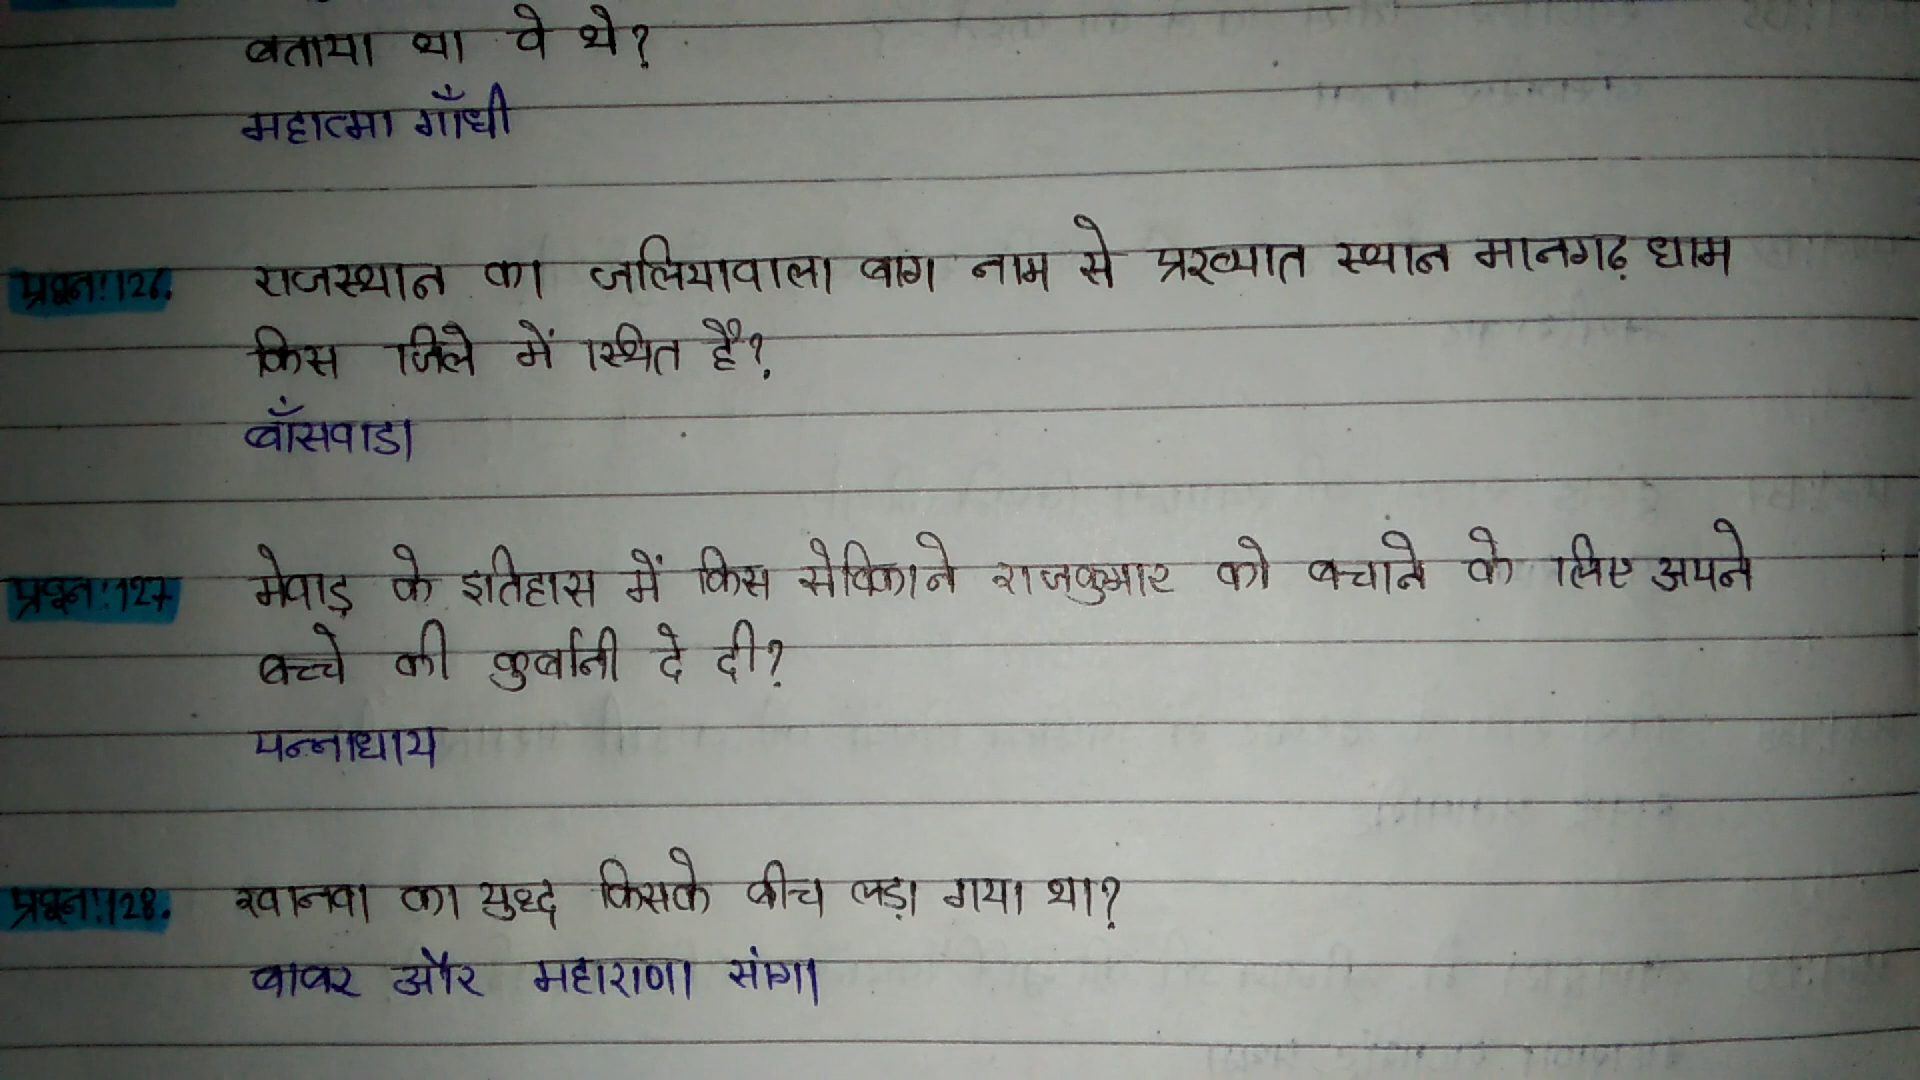 बताया था वे थे?
महात्मा गाँधी
प्रश्न:126. राजस्थान का जलियावाला बाग नाम से प्रख्यात स्थान मानगढ़ धाम
किस जिले में स्थित है?
बाँसवाडा
प्रश्न:127 मेवाड़ के इतिहास में किस सेविकाने राजकुमार को बचाने के लिए अपने
बच्चे की कुर्बानी दे दी?
पन्नाधाय
प्रश्न:128. खानवा का युध्द किसके बीच लड़ा गया था?
बाबर और महाराणा सांगा